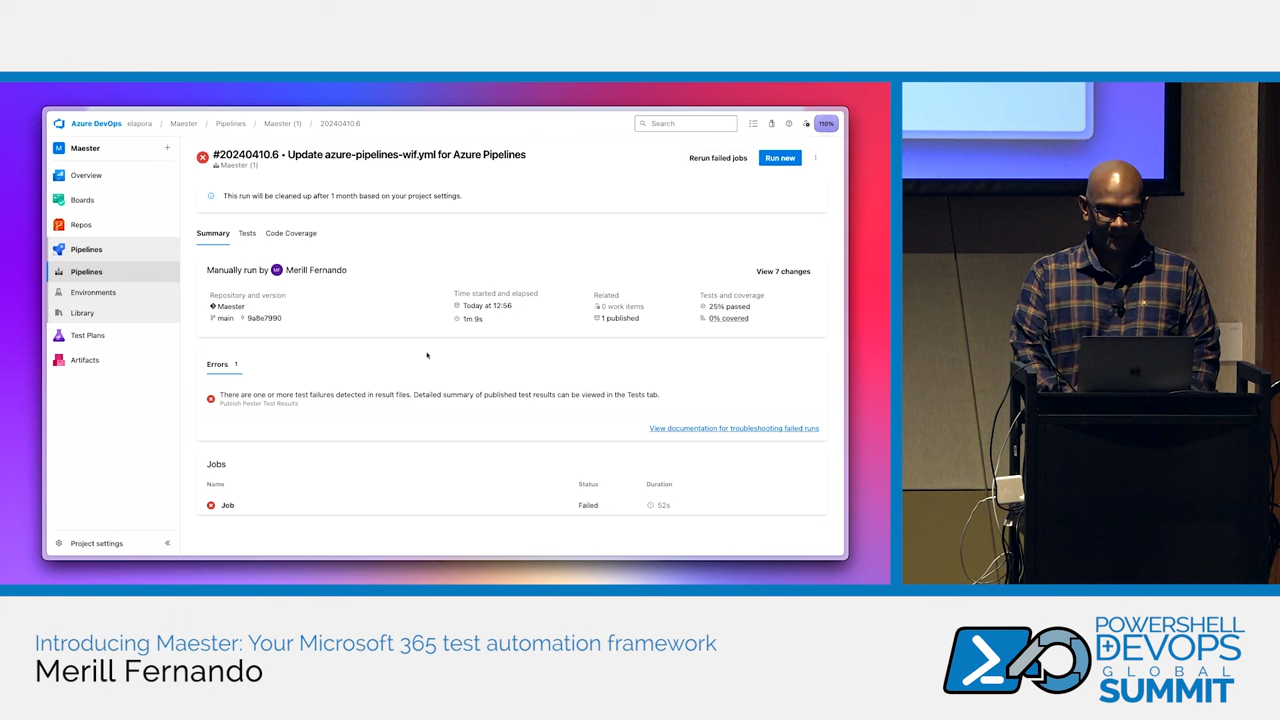 Azure DevOps elapora / Maester / Pipelines / Maester (1) / 20240410.6
Search
110%
M Maester +
Overview
Boards
Repos
Pipelines
Pipelines
Environments
Library
Test Plans
Artifacts
Project settings
#20240410.6 • Update azure-pipelines-wif.yml for Azure Pipelines
Maester (1)
Rerun failed jobs
Run new
This run will be cleaned up after 1 month based on your project settings.
Summary Tests Code Coverage
Manually run by MF Merill Fernando
View 7 changes
Repository and version
Maester
main 9a8e7990
Time started and elapsed
Today at 12:56
1m 9s
Related
0 work items
1 published
Tests and coverage
25% passed
0% covered
Errors 1
There are one or more test failures detected in result files. Detailed summary of published test results can be viewed in the Tests tab.
Publish Pester Test Results
View documentation for troubleshooting failed runs
Jobs
Name Status Duration
Job Failed 52s
Introducing Maester: Your Microsoft 365 test automation framework
Merill Fernando
POWERSHELL
DEVOPS
GLOBAL
SUMMIT